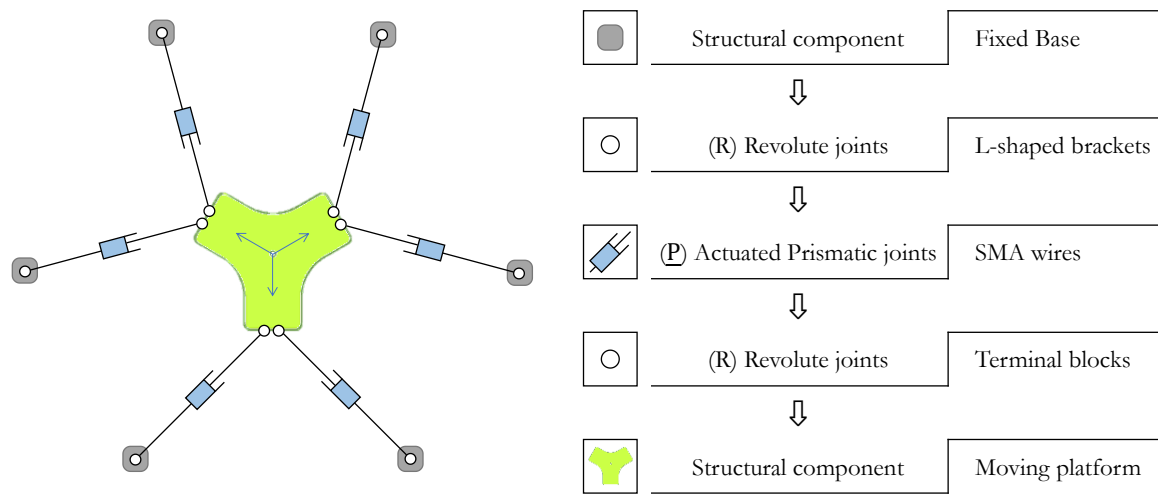 Structural component Fixed Base
(R) Revolute joints L-shaped brackets
(P) Actuated Prismatic joints SMA wires
(R) Revolute joints Terminal blocks
Structural component Moving platform